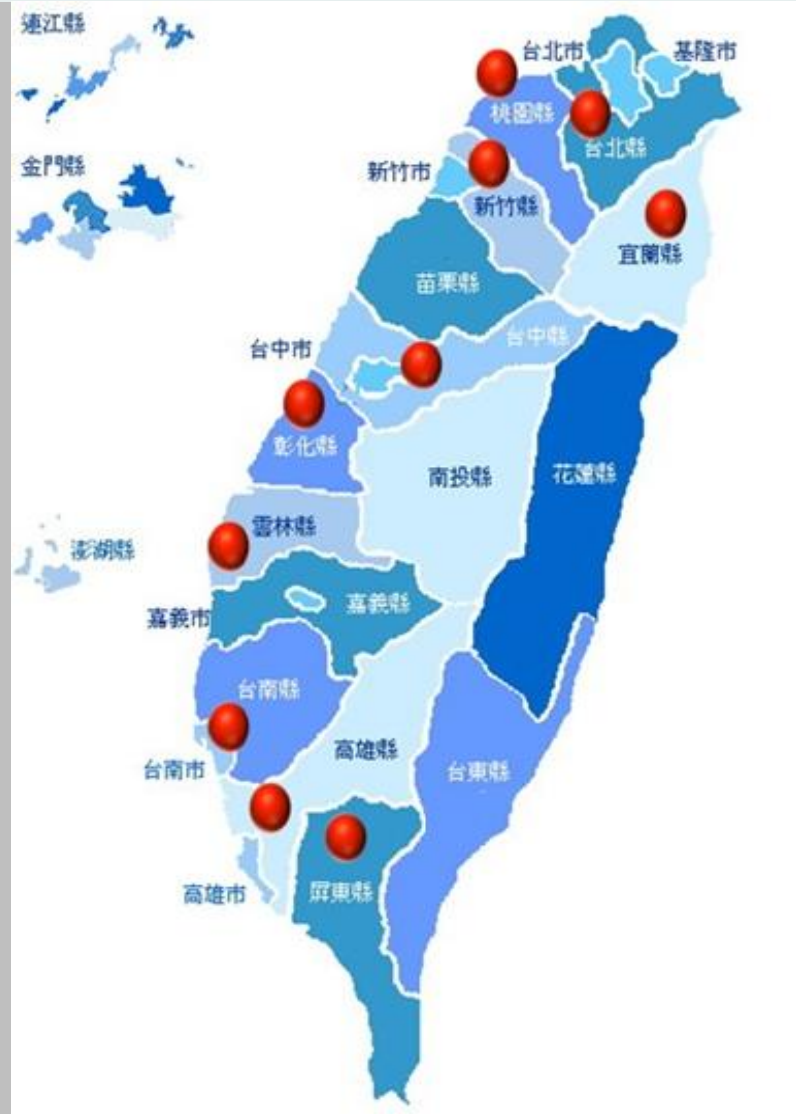 連江縣
台北市
基隆市
桃園縣
台北縣
金門縣
新竹市
新竹縣
宜蘭縣
苗栗縣
台中縣
台中市
彰化縣
南投縣
花蓮縣
雲林縣
澎湖縣
嘉義縣
嘉義市
台南縣
高雄縣
台南市
台東縣
高雄市
屏東縣